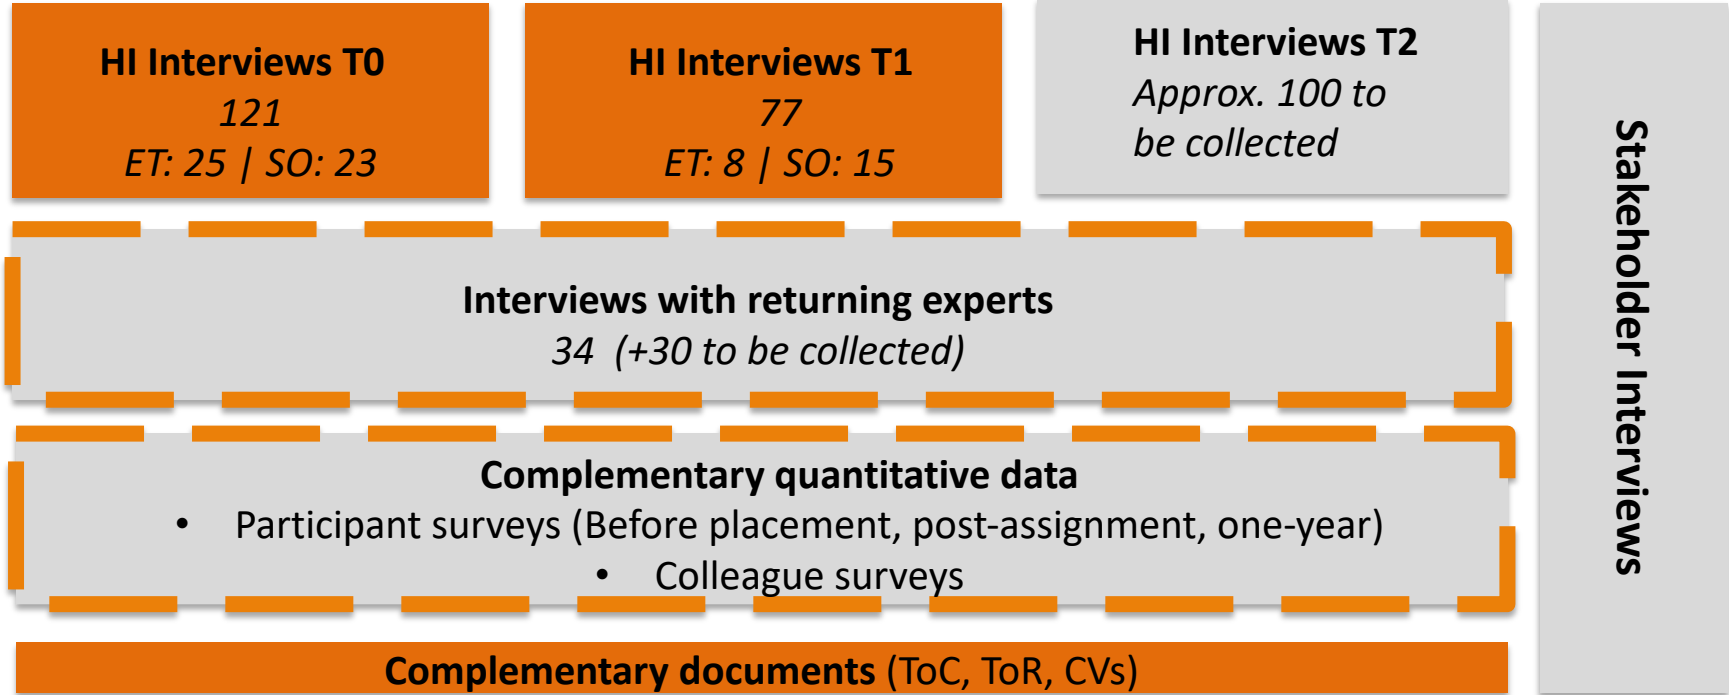 HI Interviews T0
121
ET: 25 | SO: 23
HI Interviews T1
77
ET: 8 | SO: 15
HI Interviews T2
Approx. 100 to
be collected
Interviews with returning experts
34 (+30 to be collected)
Complementary quantitative data
• Participant surveys (Before placement, post-assignment, one-year)
• Colleague surveys
Complementary documents (ToC, ToR, CVs)
Stakeholder Interviews